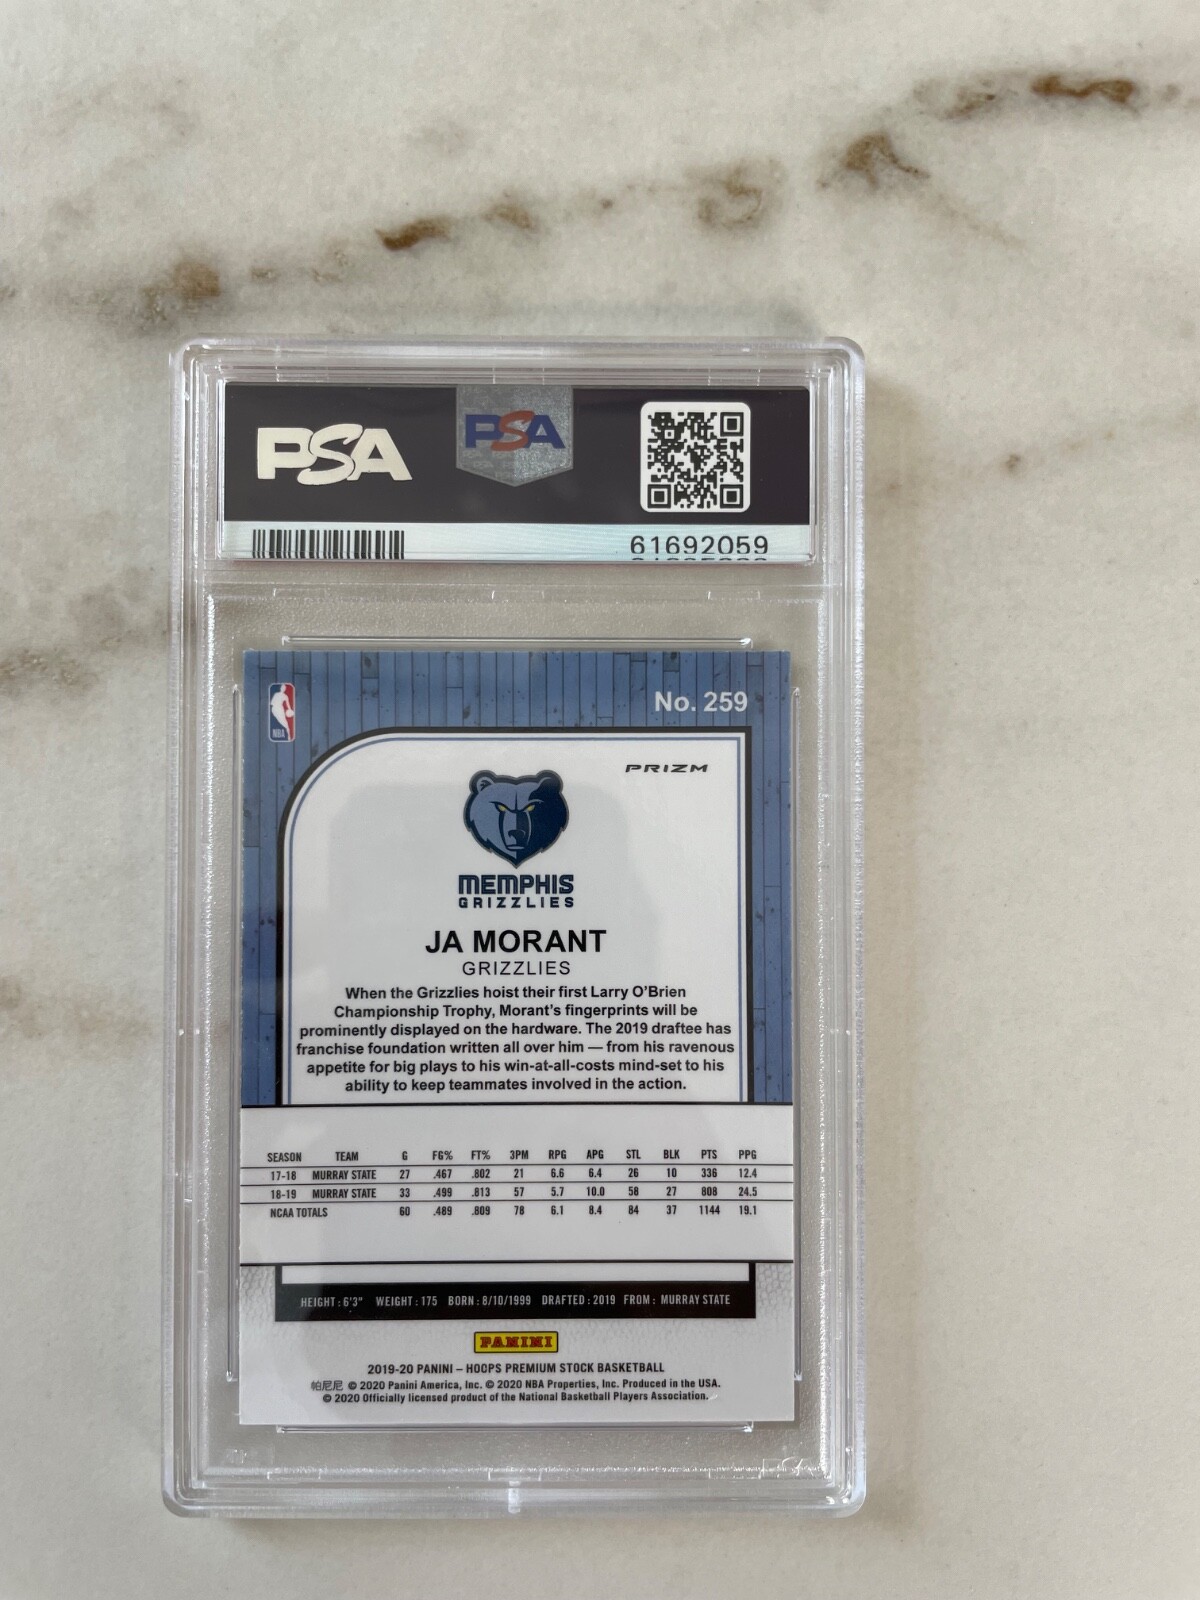 PSA
PSA
61692059
No. 259
NBA
PRIZM
MEMPHIS
GRIZZLIES
JA MORANT
GRIZZLIES
When the Grizzlies hoist their first Larry O'Brien
Championship Trophy, Morant's fingerprints will be
prominently displayed on the hardware. The 2019 draftee has
franchise foundation written all over him — from his ravenous
appetite for big plays to his win-at-all-costs mind-set to his
ability to keep teammates involved in the action.
SEASON TEAM G FG% FT% 3PM RPG APG STL BLK PTS PPG
17-18 MURRAY STATE 27 .467 .802 21 6.6 6.4 26 10 336 12.4
18-19 MURRAY STATE 33 .499 .813 57 5.7 10.0 58 27 808 24.5
NCAA TOTALS 60 .489 .809 78 6.1 8.4 84 37 1144 19.1
HEIGHT: 6'3" WEIGHT: 175 BORN: 8/10/1999 DRAFTED: 2019 FROM: MURRAY STATE
PANINI
2019-20 PANINI – HOOPS PREMIUM STOCK BASKETBALL
帕尼尼 © 2020 Panini America, Inc. © 2020 NBA Properties, Inc. Produced in the USA.
© 2020 Officially licensed product of the National Basketball Players Association.